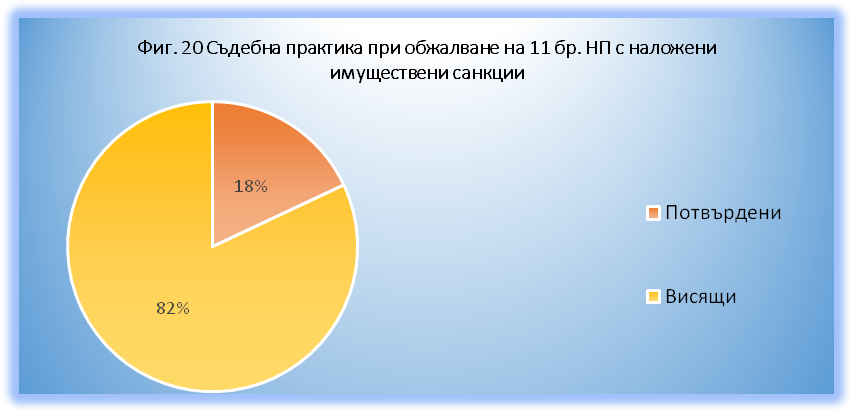 Фиг. 20 Съдебна практика при обжалване на 11 бр. НП с наложени
имуществени санкции
18%
82%
Потвърдени
Висящи